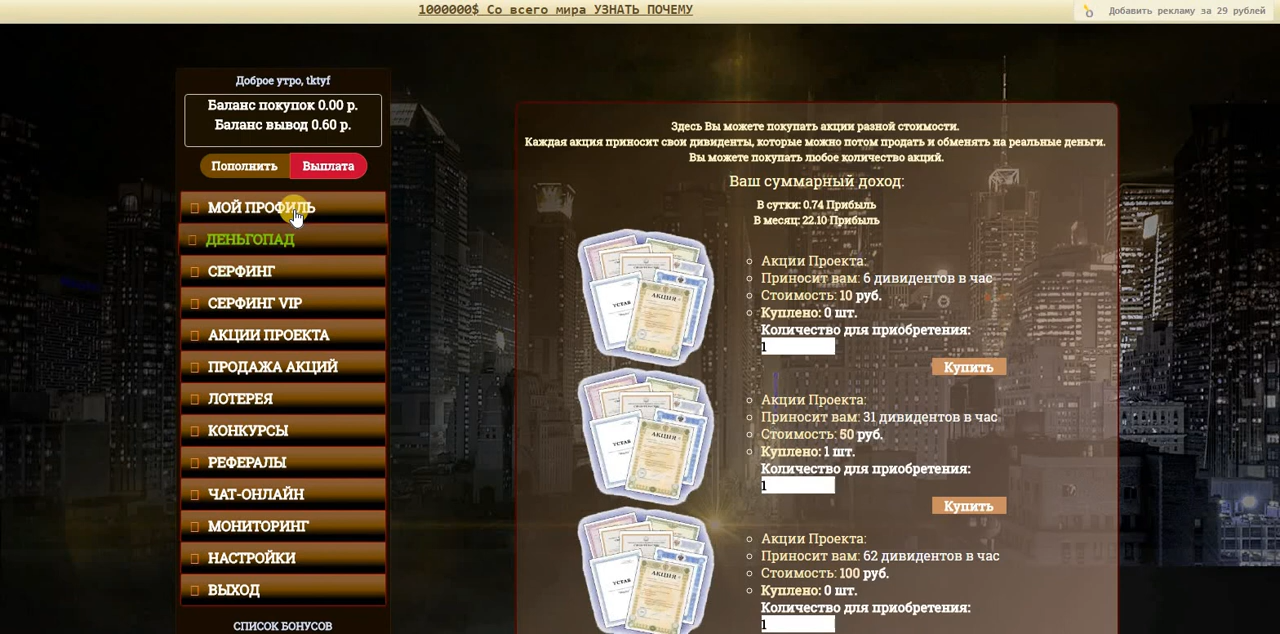 1000000$ Со всего мира УЗНАТЬ ПОЧЕМУ
Добавить рекламу за 29 рублей
Доброе утро, tktyf
Баланс покупок 0.00 р.
Баланс вывод 0.60 р.
Пополнить
Выплата
МОЙ ПРОФИЛЬ
ДЕНЬГОПАД
СЕРФИНГ
СЕРФИНГ VIP
АКЦИИ ПРОЕКТА
ПРОДАЖА АКЦИЙ
ЛОТЕРЕЯ
КОНКУРСЫ
РЕФЕРАЛЫ
ЧАТ-ОНЛАЙН
МОНИТОРИНГ
НАСТРОЙКИ
ВЫХОД
СПИСОК БОНУСОВ
Здесь Вы можете покупать акции разной стоимости.
Каждая акция приносит свои дивиденты, которые можно потом продать и обменять на реальные деньги.
Вы можете покупать любое количество акций.
Ваш суммарный доход:
В сутки: 0.74 Прибыль
В месяц: 22.10 Прибыль
УСТАВ
АКЦИЯ
Акции Проекта:
Приносит вам: 6 дивидентов в час
Стоимость: 10 руб.
Куплено: 0 шт.
Количество для приобретения:
1
Купить
УСТАВ
АКЦИЯ
Акции Проекта:
Приносит вам: 31 дивидентов в час
Стоимость: 50 руб.
Куплено: 1 шт.
Количество для приобретения:
1
Купить
УСТАВ
АКЦИЯ
Акции Проекта:
Приносит вам: 62 дивидентов в час
Стоимость: 100 руб.
Куплено: 0 шт.
Количество для приобретения:
1